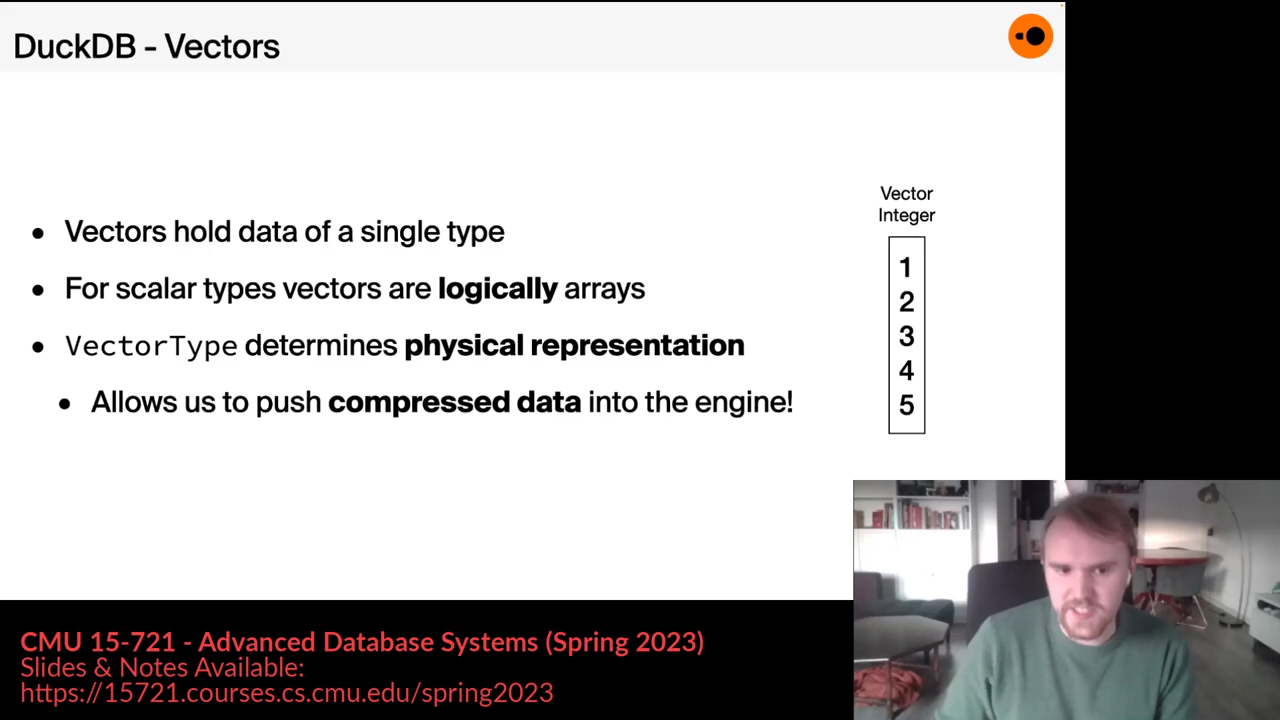 DuckDB - Vectors
Vectors hold data of a single type
For scalar types vectors are logically arrays
VectorType determines physical representation
Allows us to push compressed data into the engine!
Vector
Integer
1
2
3
4
5
CMU 15-721 - Advanced Database Systems (Spring 2023)
Slides & Notes Available:
https://15721.courses.cs.cmu.edu/spring2023